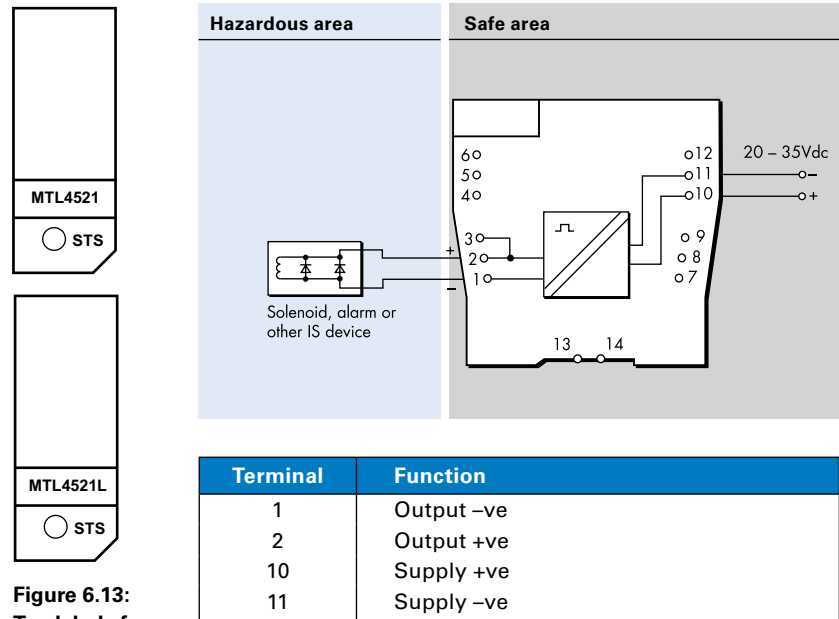 MTL4521
STS
MTL4521L
STS
Figure 6.13:
Hazardous area
Safe area
6
5
4
3
2
1
+
–
Solenoid, alarm or
other IS device
12
11
10
9
8
7
13 14
20 – 35Vdc
–
+
Terminal Function
1 Output –ve
2 Output +ve
10 Supply +ve
11 Supply –ve